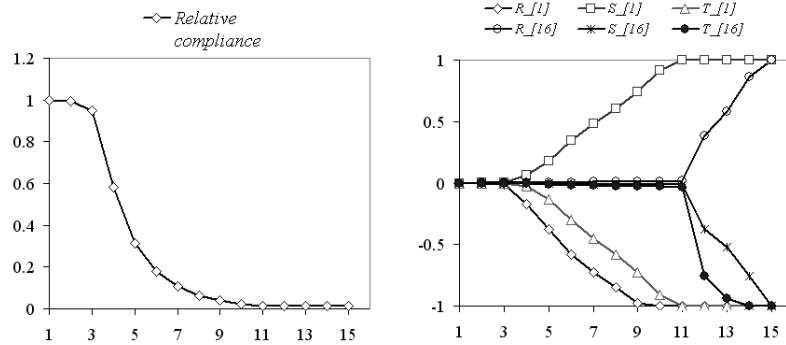 Relative
compliance
1.2
1
0.8
0.6
0.4
0.2
0
1 3 5 7 9 11 13 15
R_[1] S_[1] T_[1]
R_[16] S_[16] T_[16]
1
0.5
0
-0.5
-1
1 3 5 7 9 11 13 15